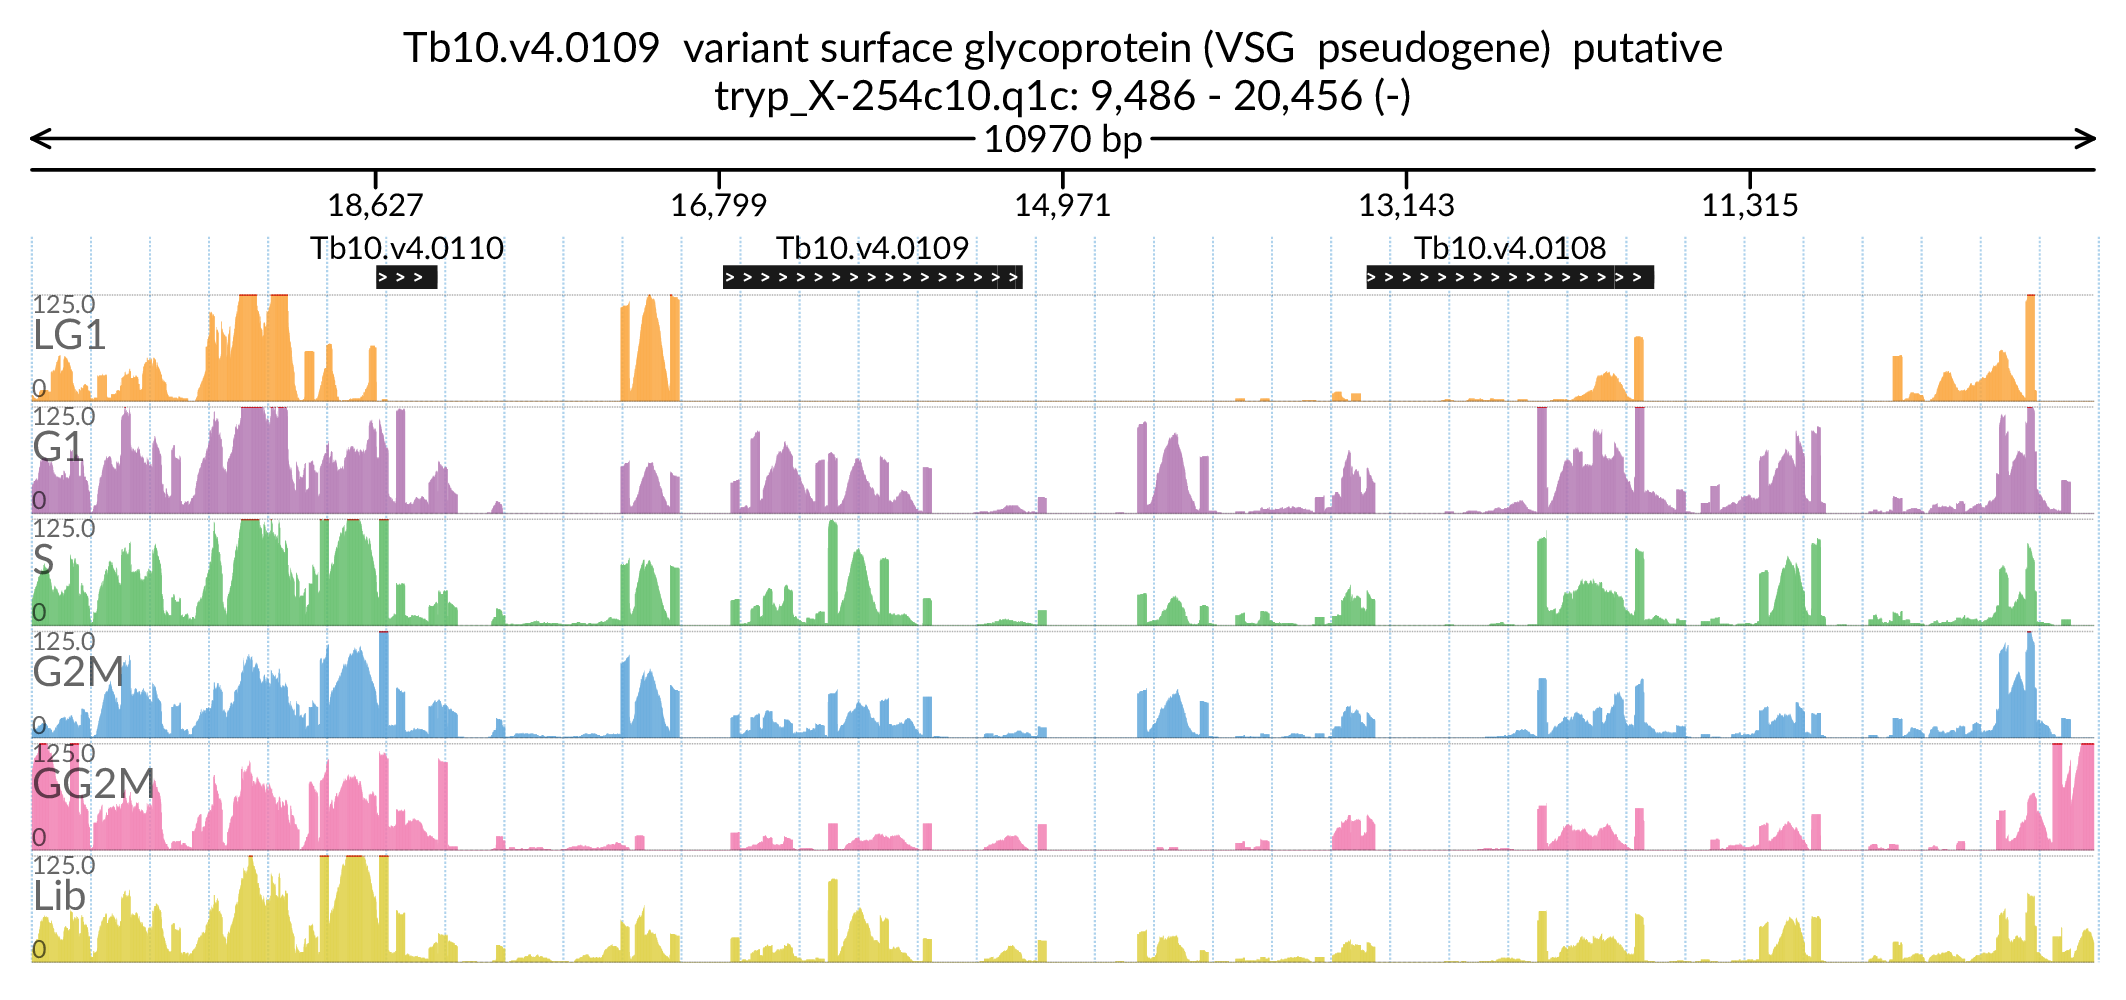 Tb10.v4.0109 variant surface glycoprotein (VSG pseudogene) putative
tryp_X-254c10.q1c: 9,486 - 20,456 (-)
10970 bp
18,627 16,799 14,971 13,143 11,315
Tb10.v4.0110 Tb10.v4.0109 Tb10.v4.0108
125.0
LG1
0
125.0
G1
0
125.0
S
0
125.0
G2M
0
125.0
GG2M
0
125.0
Lib
0